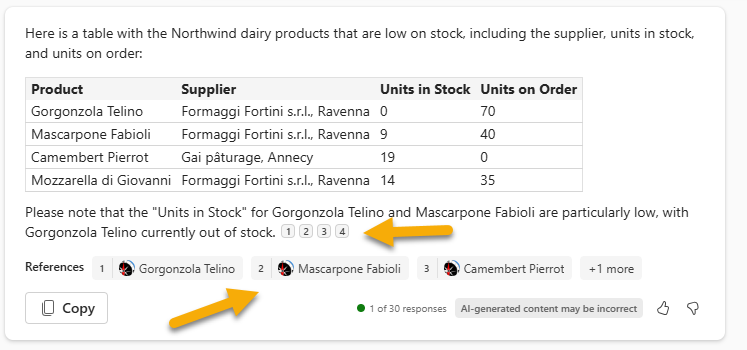 Here is a table with the Northwind dairy products that are low on stock, including the supplier, units in stock,
and units on order:
Product Supplier Units in Stock Units on Order
Gorgonzola Telino Formaggi Fortini s.r.l., Ravenna 0 70
Mascarpone Fabioli Formaggi Fortini s.r.l., Ravenna 9 40
Camembert Pierrot Gai pâturage, Annecy 19 0
Mozzarella di Giovanni Formaggi Fortini s.r.l., Ravenna 14 35
Please note that the "Units in Stock" for Gorgonzola Telino and Mascarpone Fabioli are particularly low, with
Gorgonzola Telino currently out of stock. 1 2 3 4
References 1 Gorgonzola Telino 2 Mascarpone Fabioli 3 Camembert Pierrot +1 more
Copy 1 of 30 responses AI-generated content may be incorrect